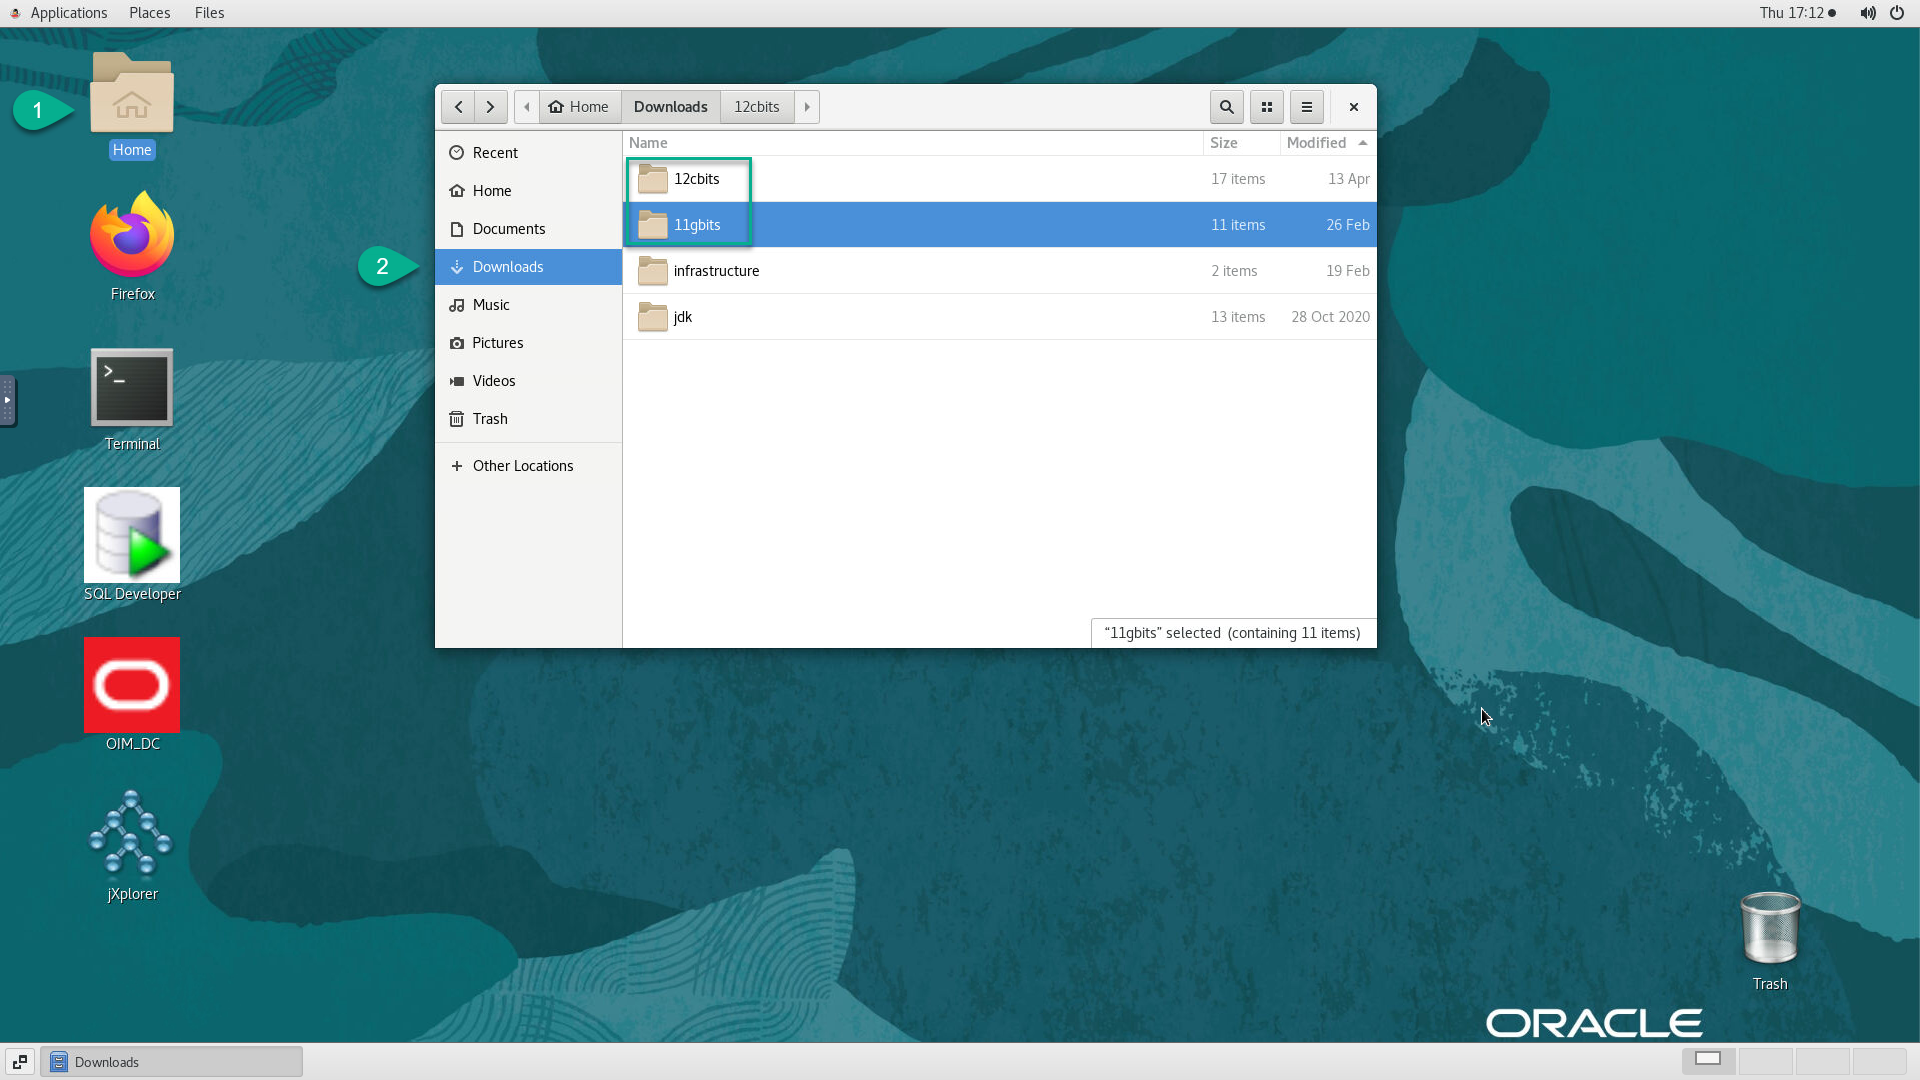 Applications Places Files Thu 17:12
1
Home
Firefox
Terminal
SQL Developer
OIM_DC
jXplorer
2
Home Downloads 12cbits
Recent
Home
Documents
Downloads
Music
Pictures
Videos
Trash
Other Locations
Name Size Modified
12cbits 17 items 13 Apr
11gbits 11 items 26 Feb
infrastructure 2 items 19 Feb
jdk 13 items 28 Oct 2020
“11gbits” selected (containing 11 items)
Trash
ORACLE
Downloads